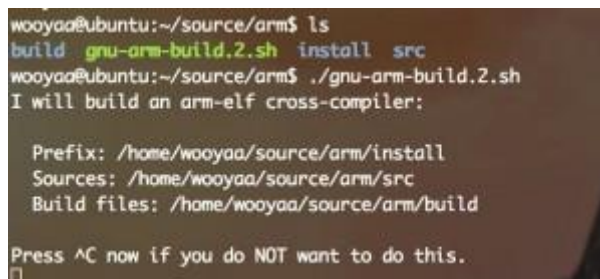 wooyaa@ubuntu:~/source/arm$ ls
build gnu-arm-build.2.sh install src
wooyaa@ubuntu:~/source/arm$ ./gnu-arm-build.2.sh
I will build an arm-elf cross-compiler:
Prefix: /home/wooyaa/source/arm/install
Sources: /home/wooyaa/source/arm/src
Build files: /home/wooyaa/source/arm/build
Press ^C now if you do NOT want to do this.